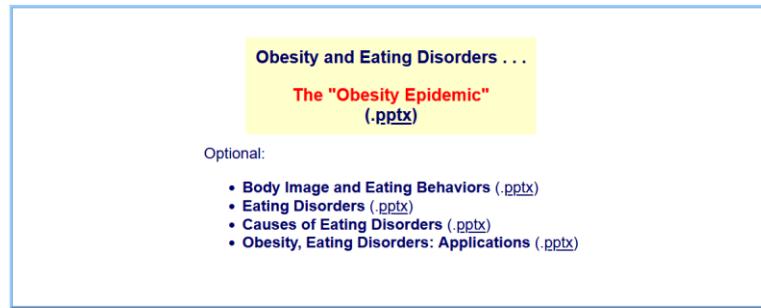 Obesity and Eating Disorders . . .
The "Obesity Epidemic"
(.pptx)
Optional:
• Body Image and Eating Behaviors (.pptx)
• Eating Disorders (.pptx)
• Causes of Eating Disorders (.pptx)
• Obesity, Eating Disorders: Applications (.pptx)